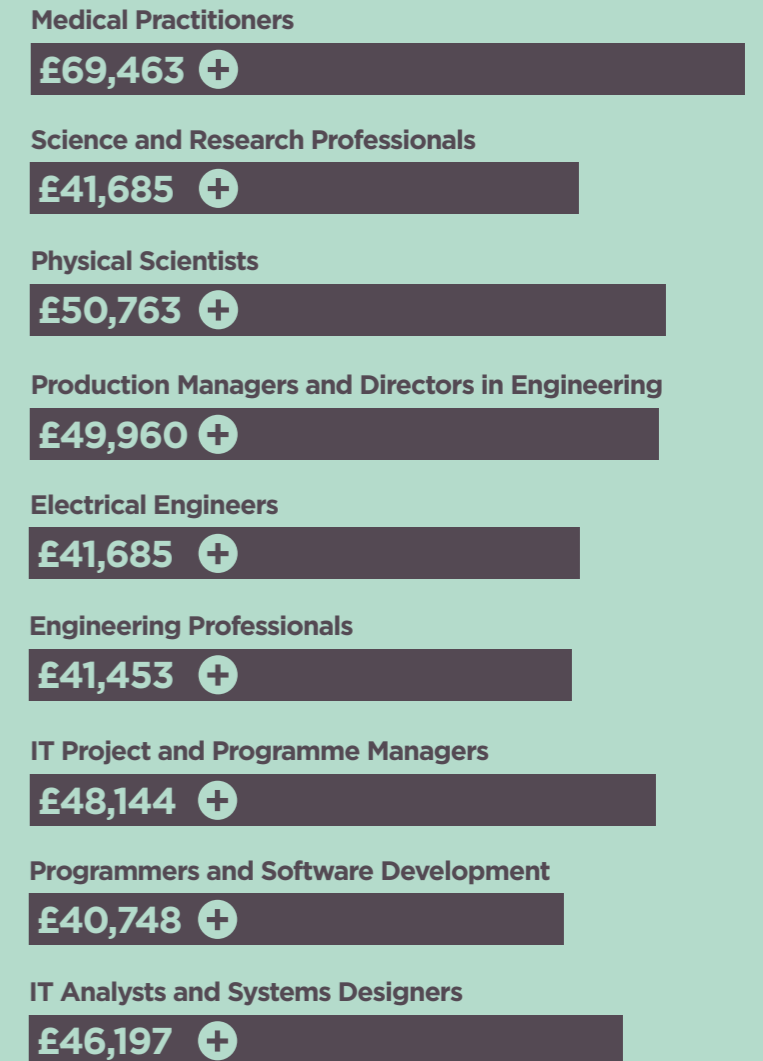 Medical Practitioners
£69,463 +
Science and Research Professionals
£41,685 +
Physical Scientists
£50,763 +
Production Managers and Directors in Engineering
£49,960 +
Electrical Engineers
£41,685 +
Engineering Professionals
£41,453 +
IT Project and Programme Managers
£48,144 +
Programmers and Software Development
£40,748 +
IT Analysts and Systems Designers
£46,197 +